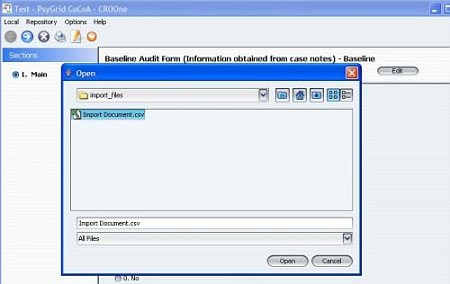 Test - PsyGrid CoCoA - CROOne
Local Repository Options Help
Sections
Baseline Audit Form (Information obtained from case notes) - Baseline
1. Main
Edit
Open
import_files
Import Document.csv
Import Document.csv
All Files
Open Cancel
0. No